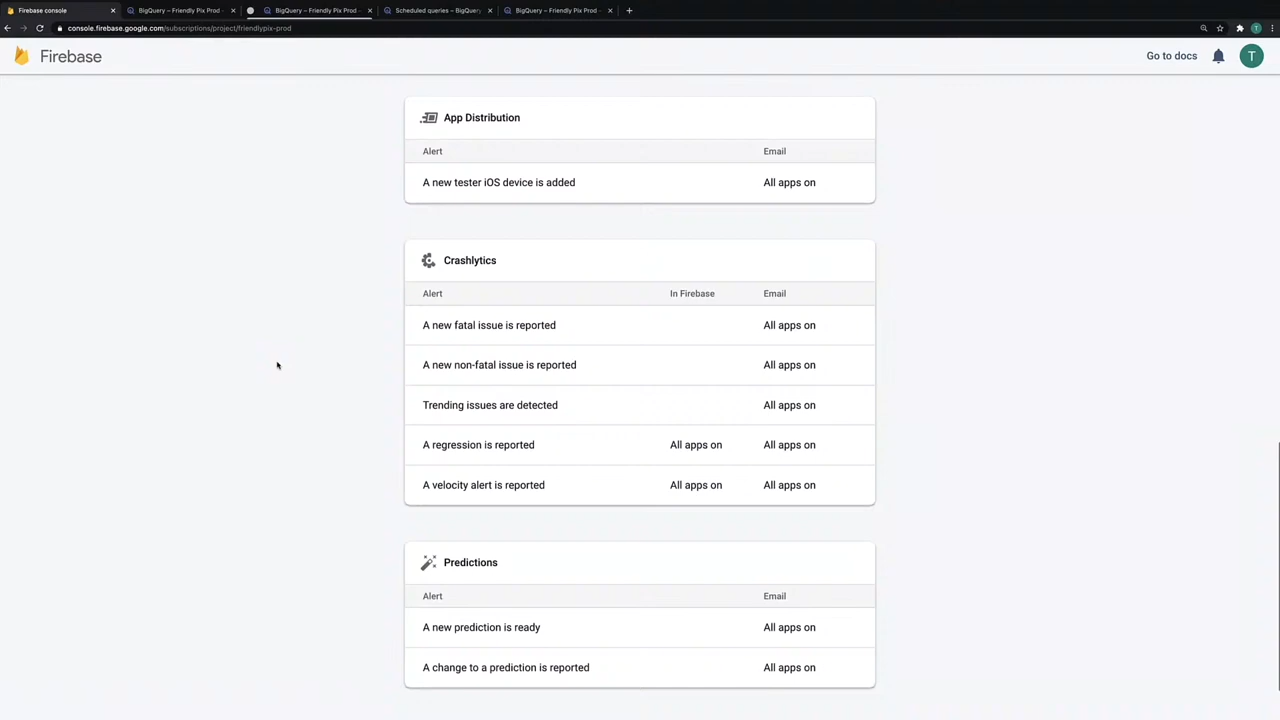 Firebase console
BigQuery – Friendly Pix Prod -
BigQuery – Friendly Pix Prod -
Scheduled queries – BigQuery
BigQuery – Friendly Pix Prod -
console.firebase.google.com/subscriptions/project/friendlypix-prod
T
Firebase
Go to docs
T
App Distribution
Alert Email
A new tester iOS device is added All apps on
Crashlytics
Alert In Firebase Email
A new fatal issue is reported All apps on
A new non-fatal issue is reported All apps on
Trending issues are detected All apps on
A regression is reported All apps on All apps on
A velocity alert is reported All apps on All apps on
Predictions
Alert Email
A new prediction is ready All apps on
A change to a prediction is reported All apps on